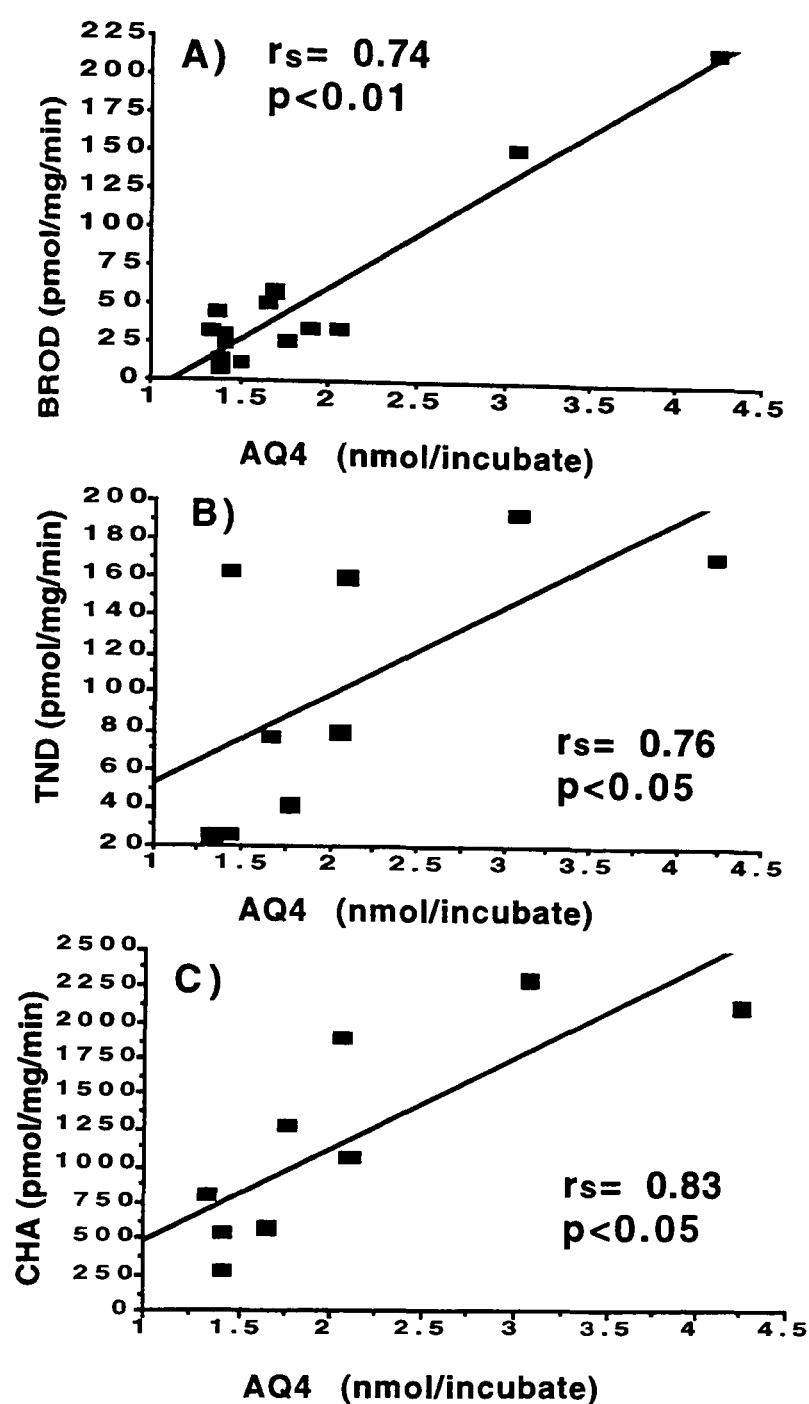 A) rs= 0.74
p<0.01
BROD (pmol/mg/min)
225
200
175
150
125
100
75
50
25
0
1 1.5 2 2.5 3 3.5 4 4.5
AQ4 (nmol/incubate)
B)
TND (pmol/mg/min)
200
180
160
140
120
100
80
60
40
20
rs= 0.76
p<0.05
1 1.5 2 2.5 3 3.5 4 4.5
AQ4 (nmol/incubate)
C)
CHA (pmol/mg/min)
2500
2250
2000
1750
1500
1250
1000
750
500
250
0
rs= 0.83
p<0.05
1 1.5 2 2.5 3 3.5 4 4.5
AQ4 (nmol/incubate)